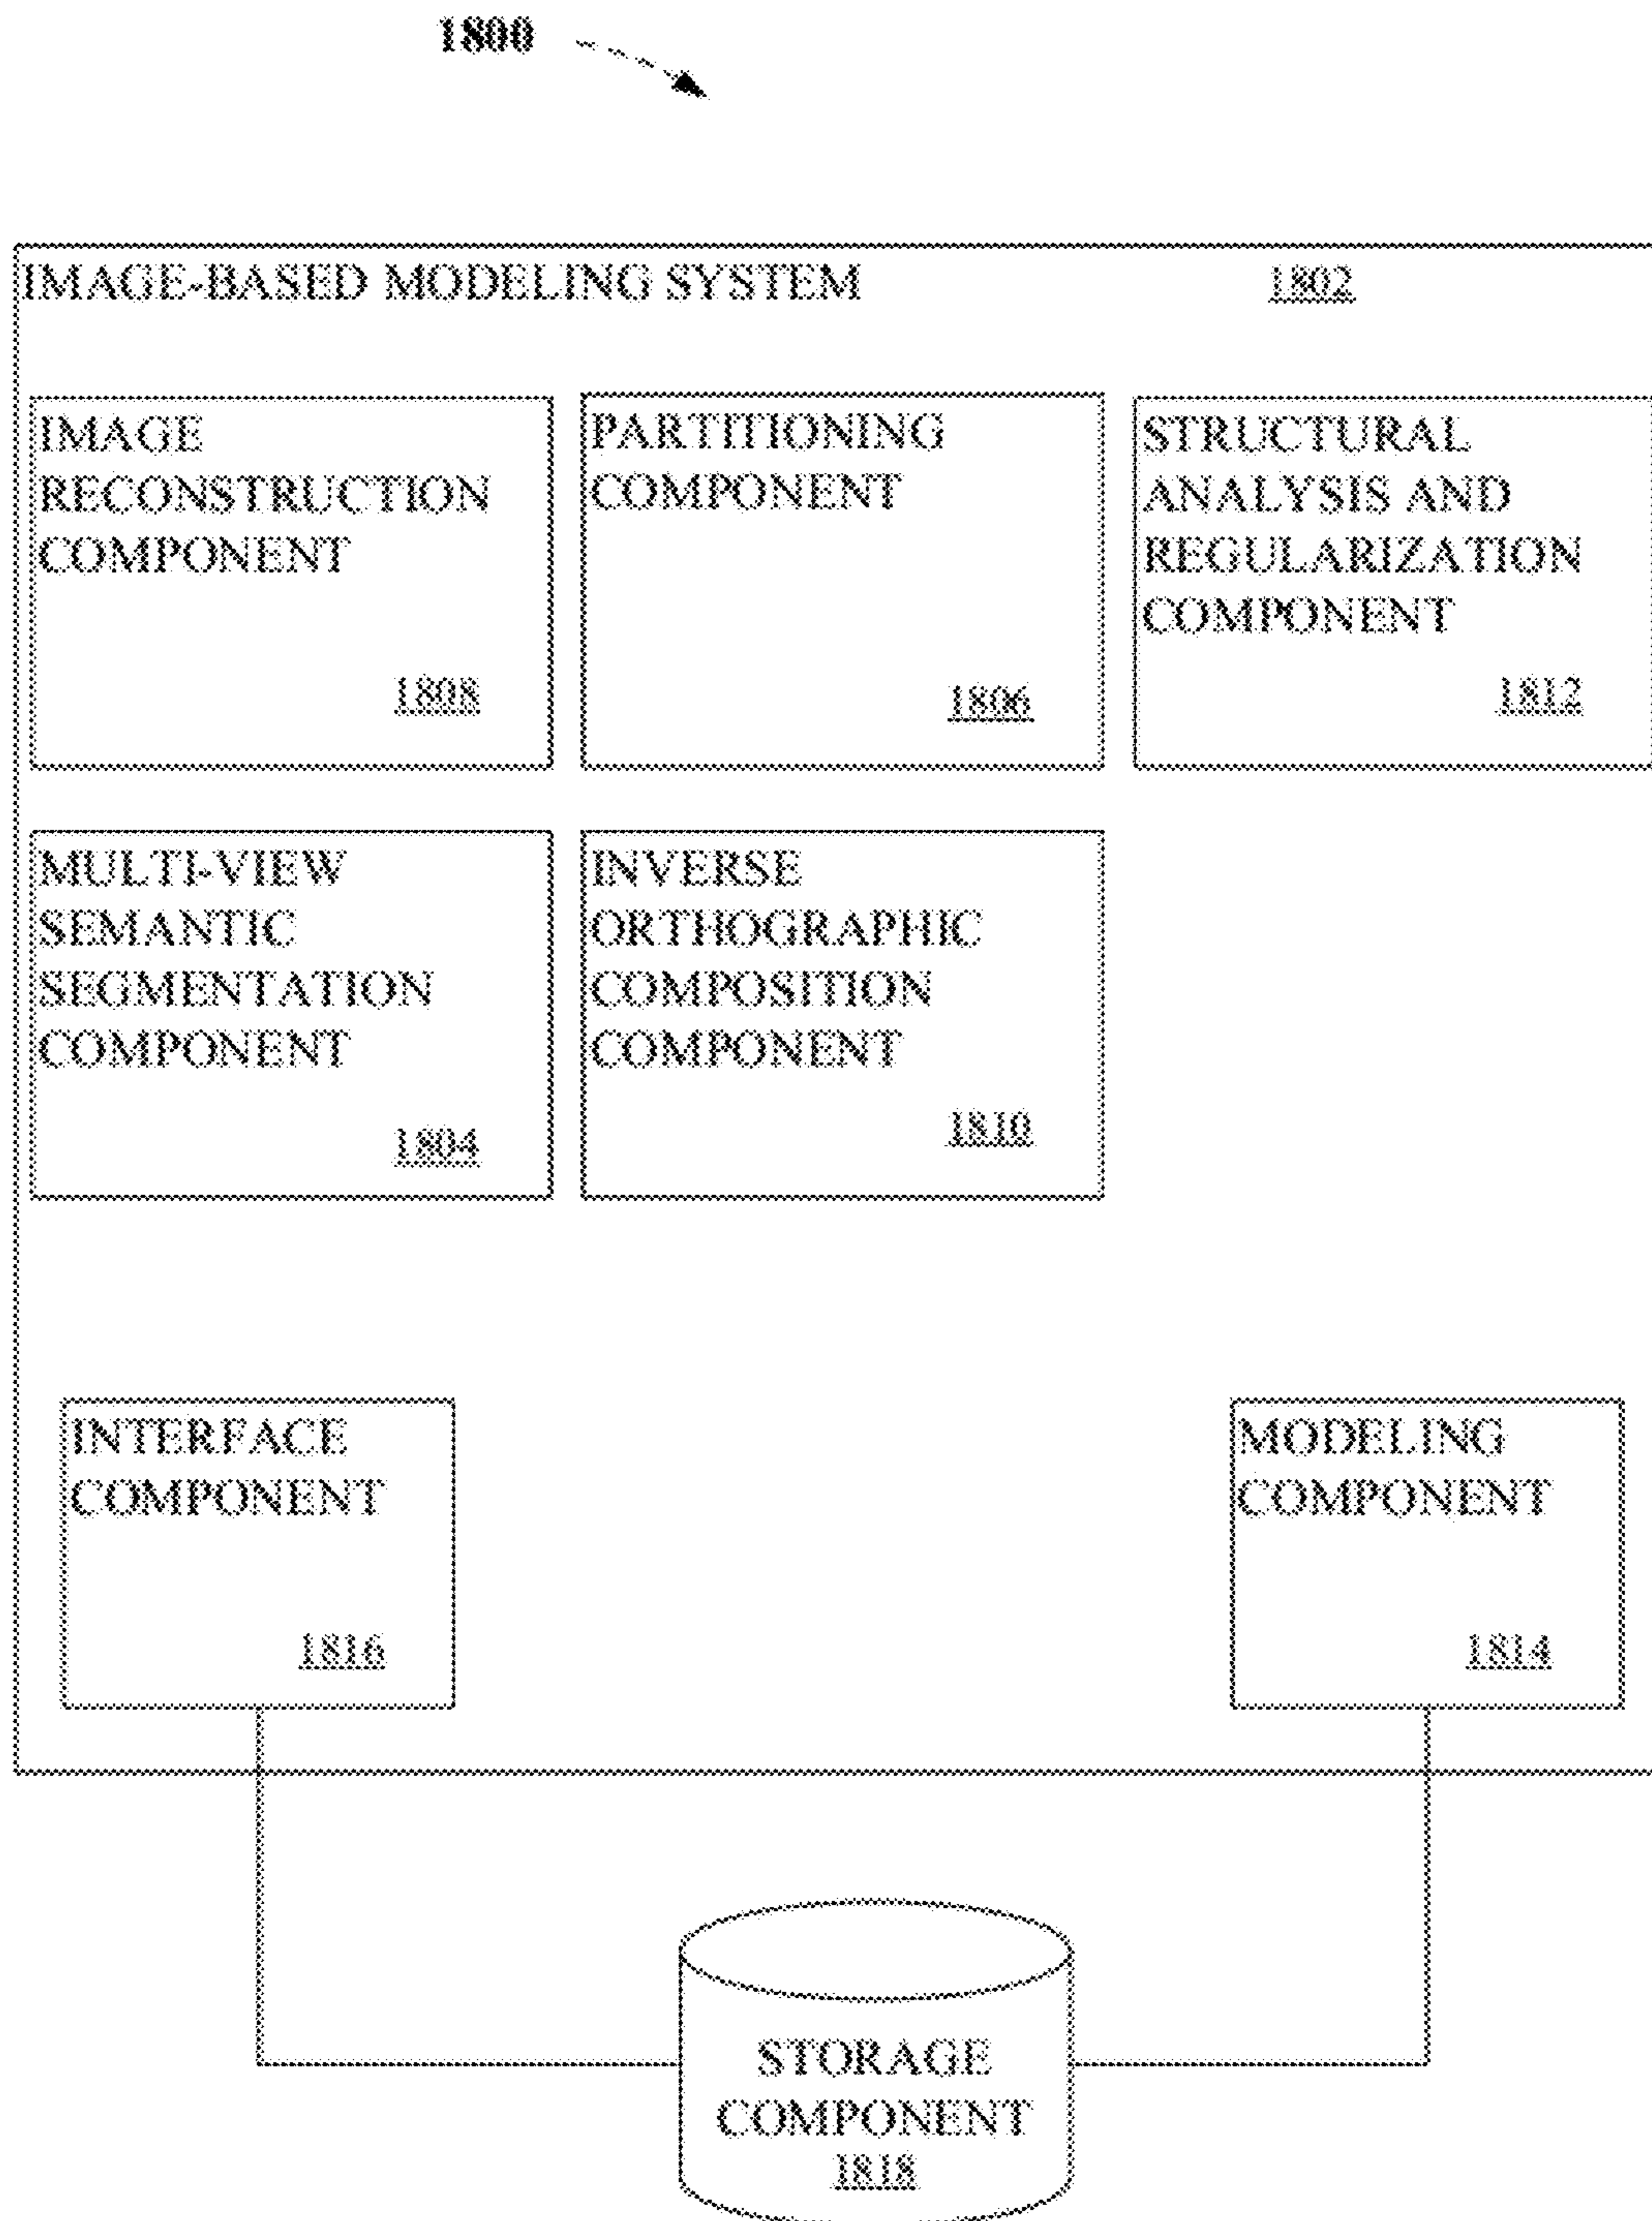 1800
IMAGE-BASED MODELING SYSTEM 1802
IMAGE
RECONSTRUCTION
COMPONENT
1808
PARTITIONING
COMPONENT
1806
STRUCTURAL
ANALYSIS AND
REGULARIZATION
COMPONENT
1812
MULTI-VIEW
SEMANTIC
SEGMENTATION
COMPONENT
1804
INVERSE
ORTHOGRAPHIC
COMPOSITION
COMPONENT
1810
INTERFACE
COMPONENT
1816
MODELING
COMPONENT
1814
STORAGE
COMPONENT
1818